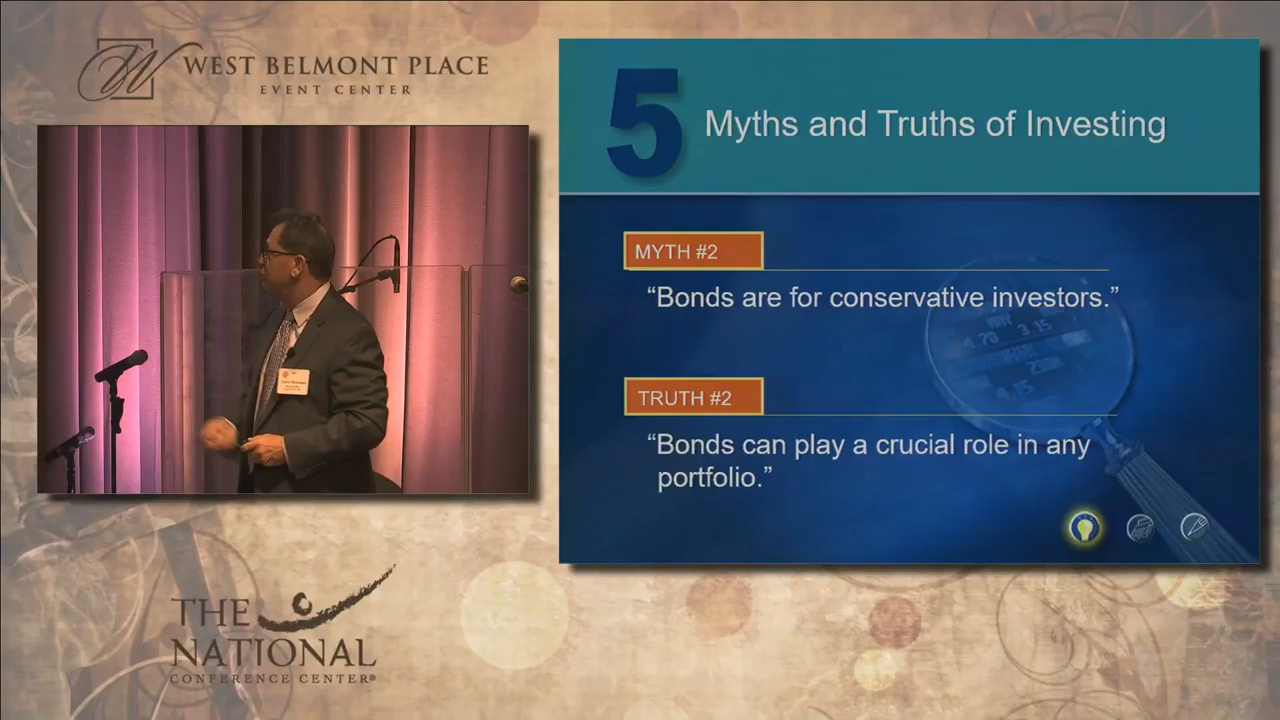 WEST BELMONT PLACE
EVENT CENTER
5
Myths and Truths of Investing
MYTH #2
“Bonds are for conservative investors.”
TRUTH #2
“Bonds can play a crucial role in any
portfolio.”
THE
NATIONAL
CONFERENCE CENTER®